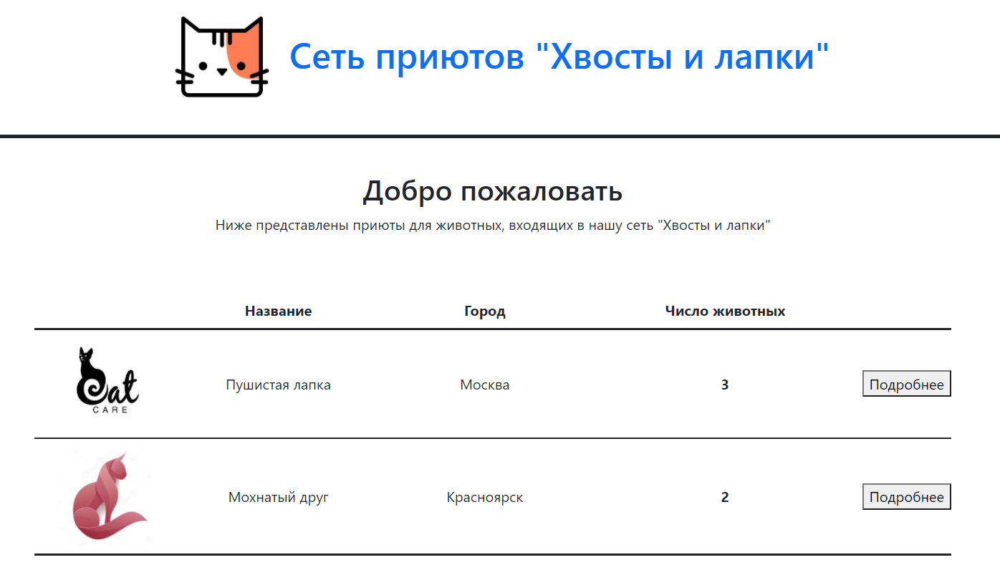 Сеть приютов "Хвосты и лапки"
Добро пожаловать
Ниже представлены приюты для животных, входящих в нашу сеть "Хвосты и лапки"
Название Город Число животных
Cat
CARE
Пушистая лапка Москва 3 Подробнее
Мохнатый друг Красноярск 2 Подробнее